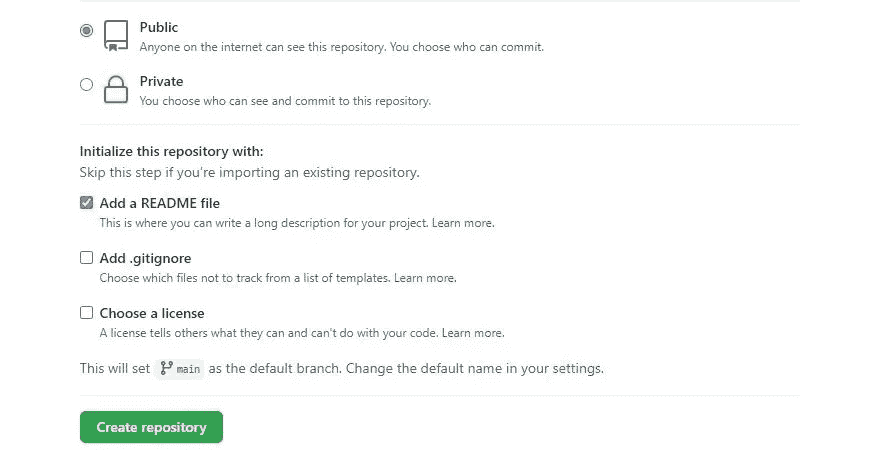 Public
Anyone on the internet can see this repository. You choose who can commit.
Private
You choose who can see and commit to this repository.
Initialize this repository with:
Skip this step if you're importing an existing repository.
Add a README file
This is where you can write a long description for your project. Learn more.
Add .gitignore
Choose which files not to track from a list of templates. Learn more.
Choose a license
A license tells others what they can and can't do with your code. Learn more.
This will set main as the default branch. Change the default name in your settings.
Create repository